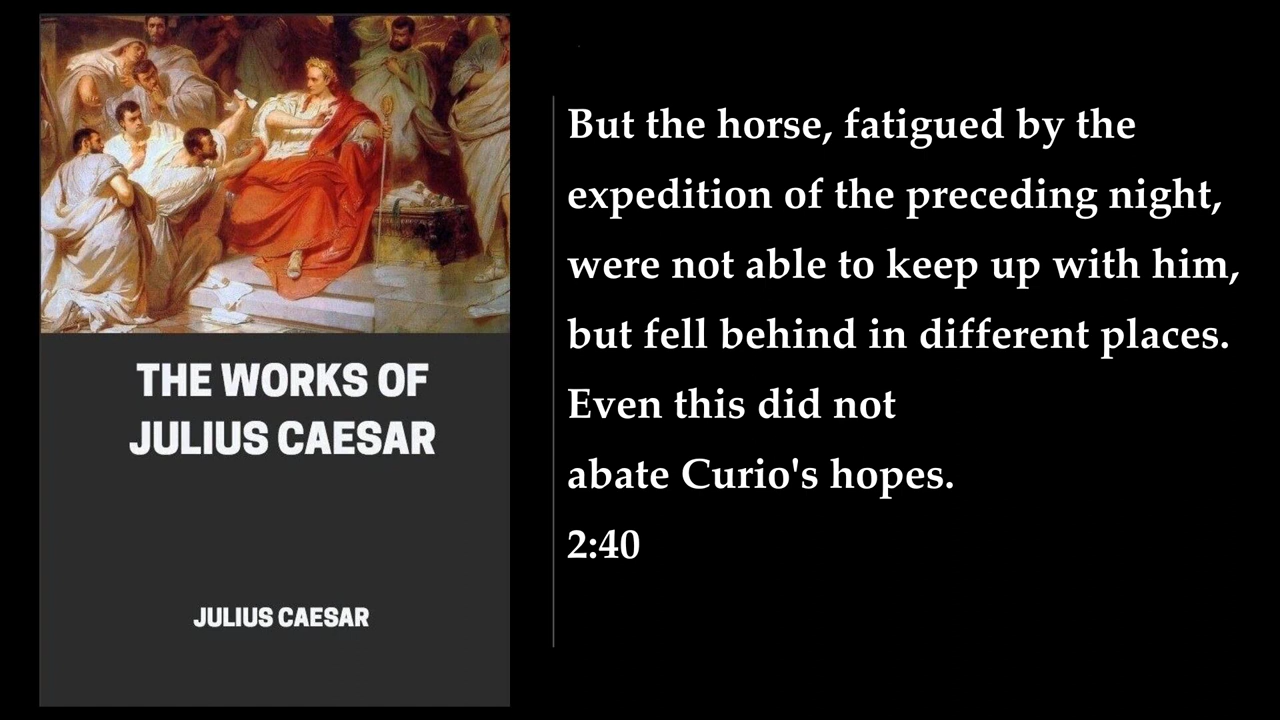 THE WORKS OF
JULIUS CAESAR
JULIUS CAESAR
But the horse, fatigued by the
expedition of the preceding night,
were not able to keep up with him,
but fell behind in different places.
Even this did not
abate Curio's hopes.
2:40